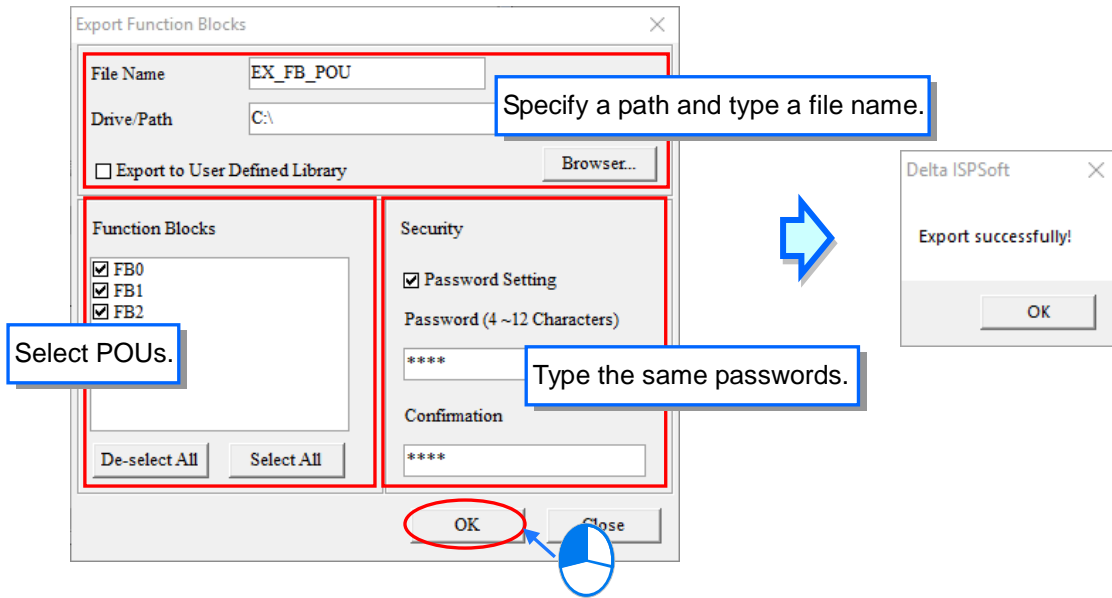 Export Function Blocks
File Name
EX_FB_POU
Specify a path and type a file name.
Drive/Path
C:\
Export to User Defined Library
Browser...
Function Blocks
FB0
FB1
FB2
Select POUs.
De-select All
Select All
Security
Password Setting
Password (4 ~12 Characters)
****
Type the same passwords.
Confirmation
****
OK
Close
Delta ISPSoft
Export successfully!
OK